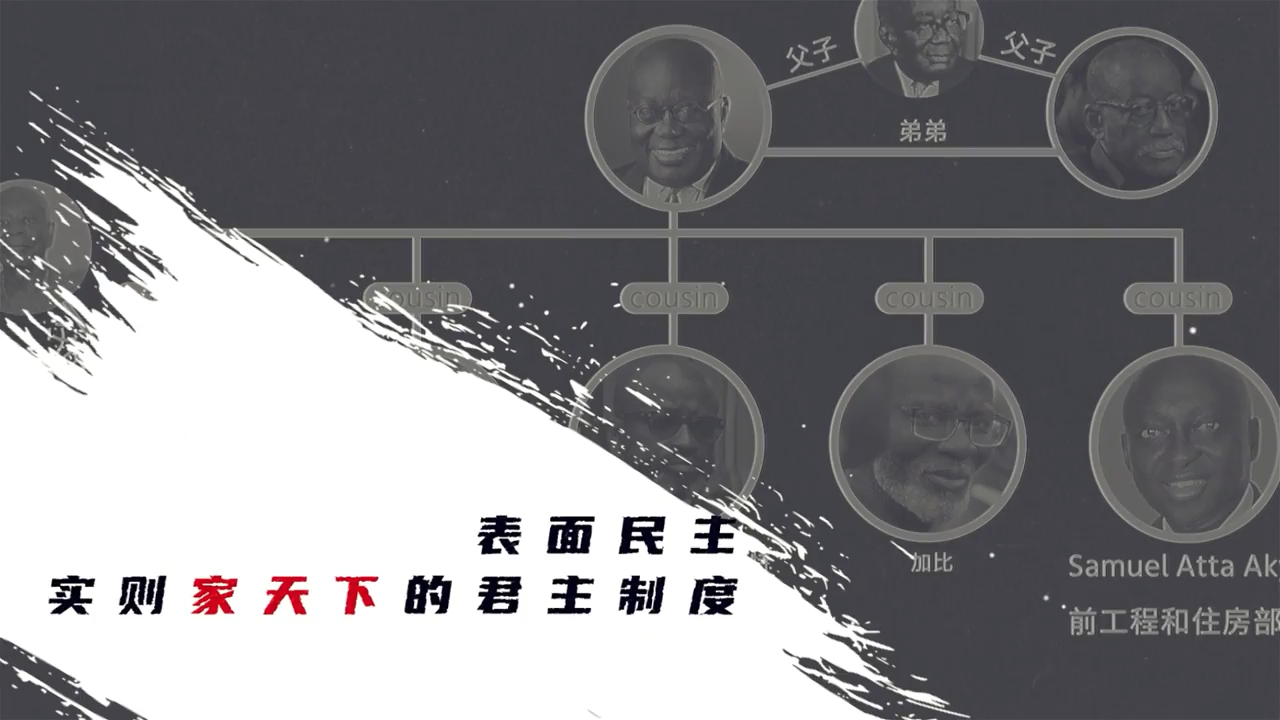 父子
父子
弟弟
cousin
cousin
cousin
cousin
加比
Samuel Atta Ak
前工程和住房部
表面民主
实则家天下的君主制度